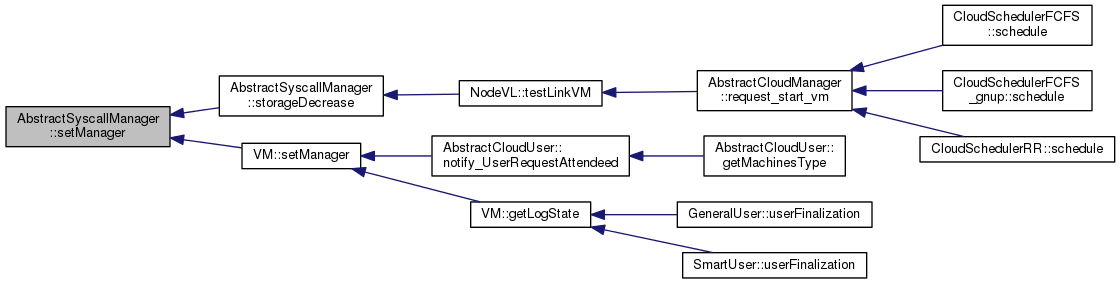 AbstractSyscallManager
::setManager
AbstractSyscallManager
::storageDecrease
NodeVL::testLinkVM
AbstractCloudManager
::request_start_vm
CloudSchedulerFCFS
::schedule
CloudSchedulerFCFS
_gnup::schedule
CloudSchedulerRR::schedule
VM::setManager
AbstractCloudUser::
notify_UserRequestAttendeed
AbstractCloudUser::
getMachinesType
VM::getLogState
GeneralUser::userFinalization
SmartUser::userFinalization